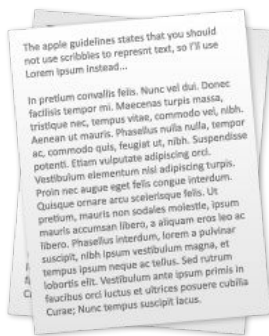 The apple guidelines states that you should
not use scribbles to represnt text, so I'll use
Lorem Ipsum instead...
In pretium convallis felis. Nunc vel dui. Donec
facilisis tempor mi. Maecenas turpis massa,
tristique nec, tempus vitae, commodo vel, nibh.
Aenean ut mauris. Phasellus nulla nulla, tempor
ac, commodo quis, feugiat ut, nibh. Suspendisse
potenti. Etiam vulputate adipiscing orci.
Vestibulum elementum nisl adipiscing turpis.
Proin nec augue eget felis congue interdum.
Quisque ornare arcu scelerisque felis. Ut
pretium, mauris non sodales molestie, ipsum
mauris accumsan libero, a aliquam eros leo ac
libero. Phasellus interdum, lorem a pulvinar
suscipit, nibh ipsum vestibulum magna, et
tempus ipsum neque ac tellus. Sed rutrum
lobortis elit. Vestibulum ante ipsum primis in
faucibus orci luctus et ultrices posuere cubilia
Curae; Nunc tempus suscipit lacus.